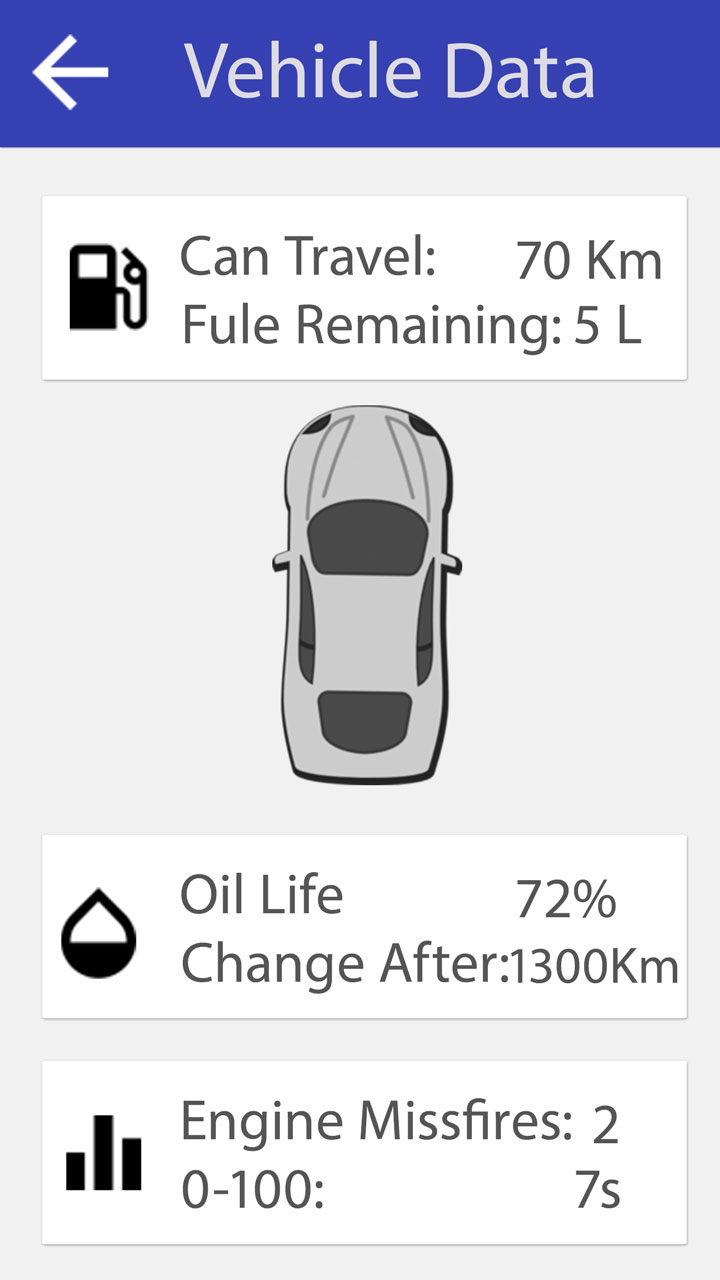 Vehicle Data
Can Travel: 70 Km
Fule Remaining: 5 L
Oil Life 72%
Change After:1300Km
Engine Missfires: 2
0-100: 7s